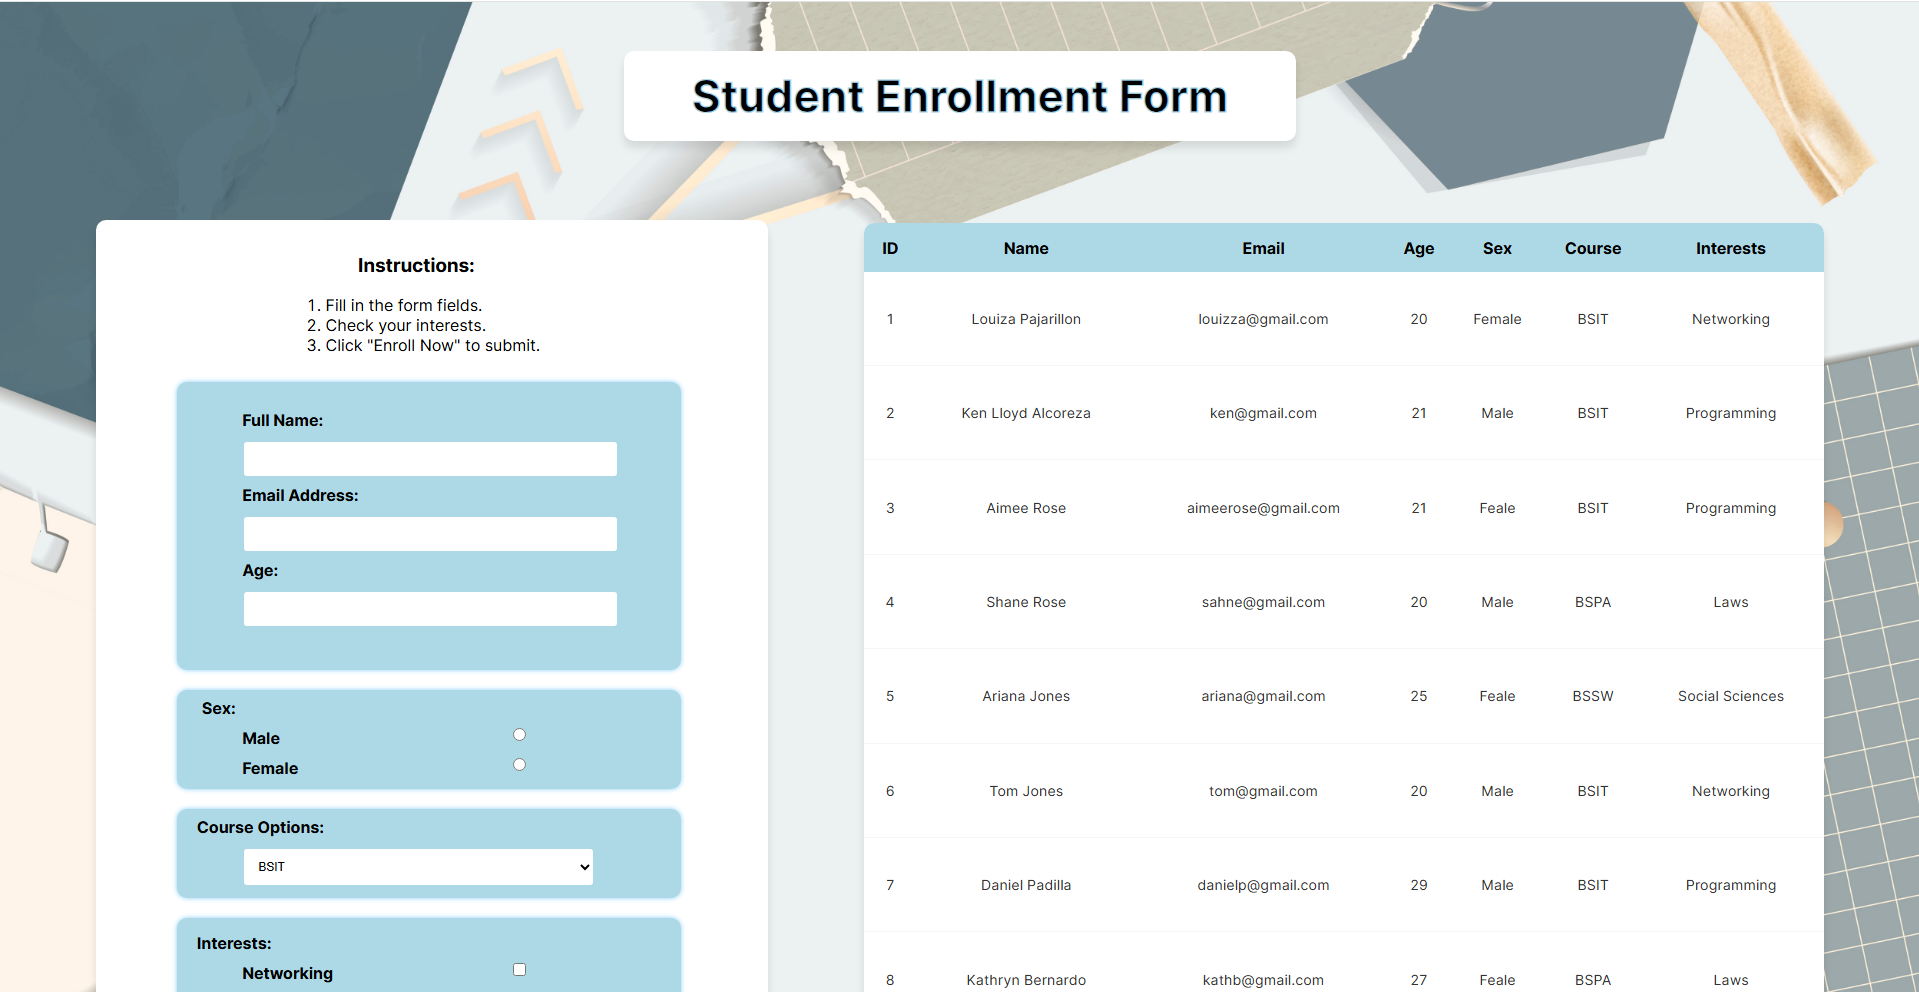 Student Enrollment Form
Instructions:
1. Fill in the form fields.
2. Check your interests.
3. Click "Enroll Now" to submit.
Full Name:
Email Address:
Age:
Sex:
Male
Female
Course Options:
BSIT
Interests:
Networking
ID Name Email Age Sex Course Interests
1 Louiza Pajarillon louizza@gmail.com 20 Female BSIT Networking
2 Ken Lloyd Alcoreza ken@gmail.com 21 Male BSIT Programming
3 Aimee Rose aimeerose@gmail.com 21 Feale BSIT Programming
4 Shane Rose sahne@gmail.com 20 Male BSPA Laws
5 Ariana Jones ariana@gmail.com 25 Feale BSSW Social Sciences
6 Tom Jones tom@gmail.com 20 Male BSIT Networking
7 Daniel Padilla danielp@gmail.com 29 Male BSIT Programming
8 Kathryn Bernardo kathb@gmail.com 27 Feale BSPA Laws